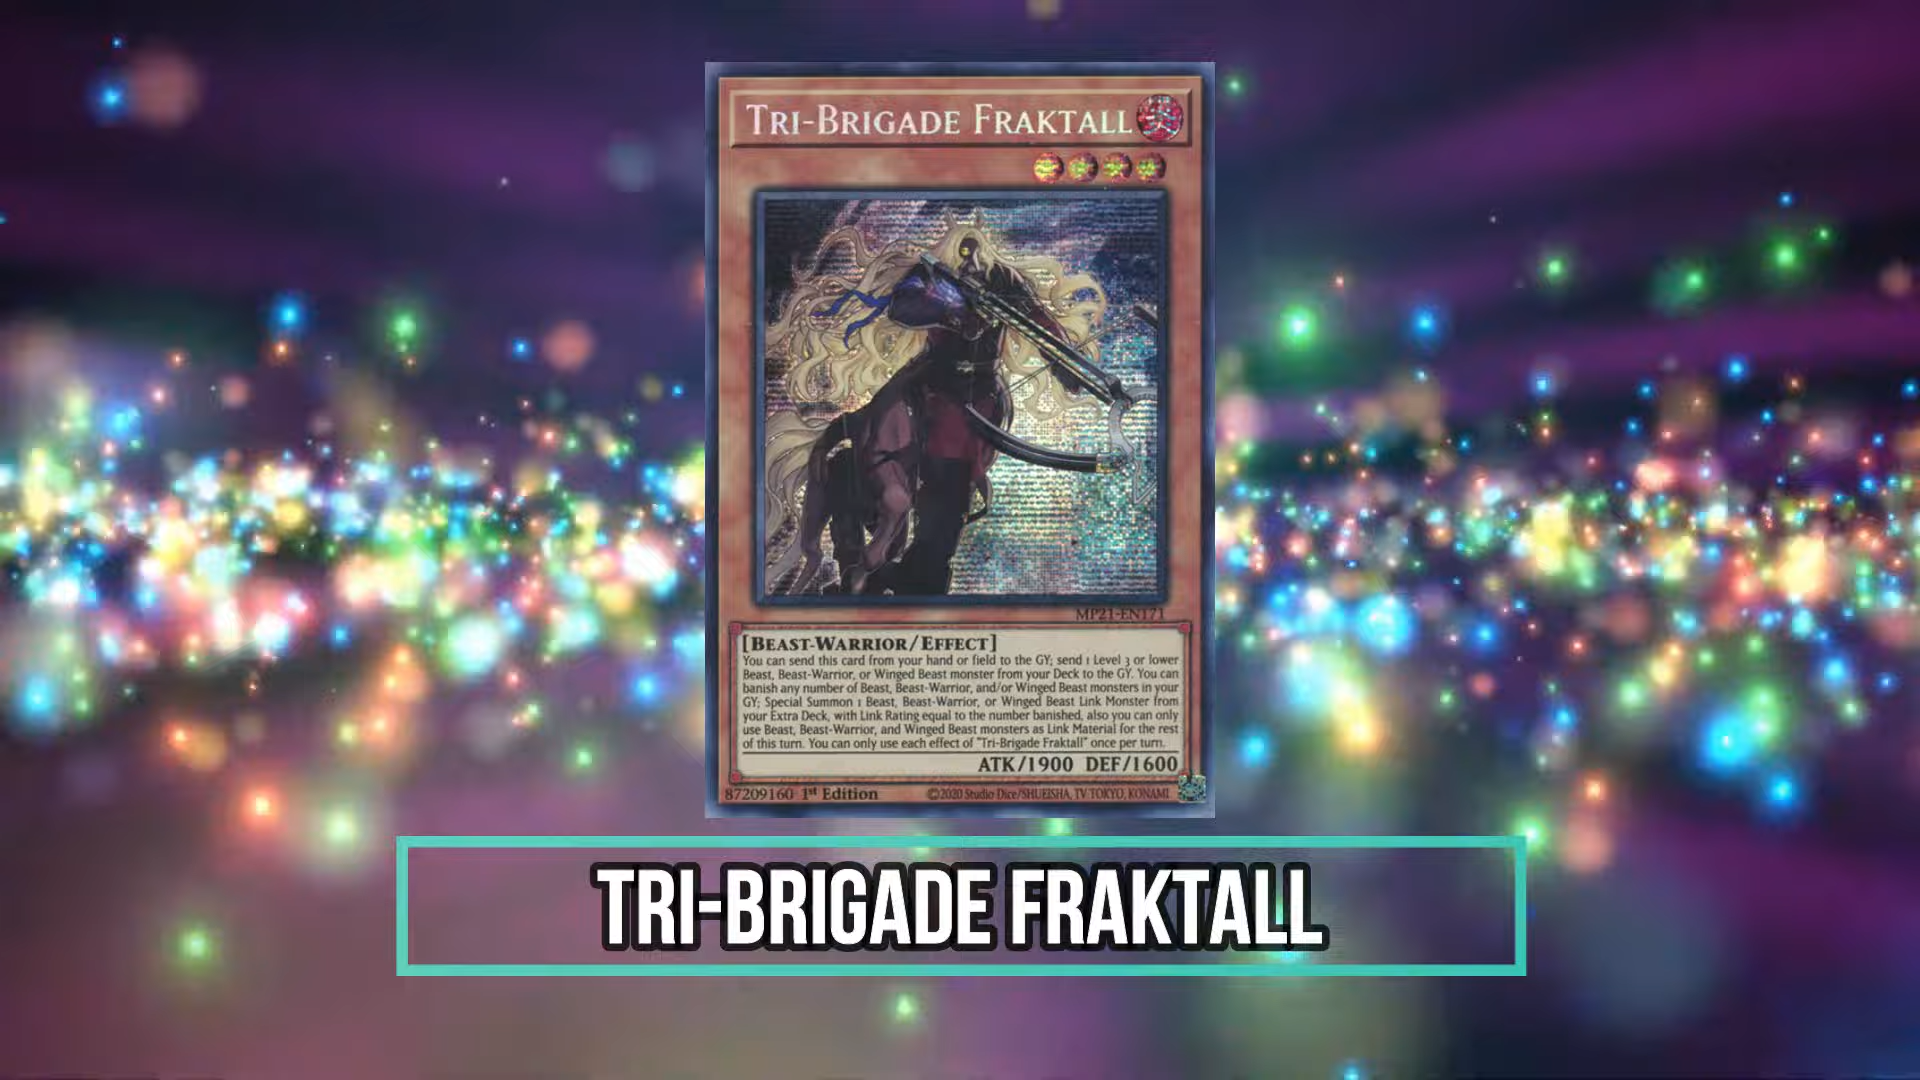 TRI-BRIGADE FRAKTALL
MP21-EN171
[BEAST-WARRIOR/EFFECT]
You can send this card from your hand or field to the GY; send 1 Level 3 or lower
Beast, Beast-Warrior, or Winged Beast monster from your Deck to the GY. You can
banish any number of Beast, Beast-Warrior, and/or Winged Beast monsters in your
GY; Special Summon 1 Beast, Beast-Warrior, or Winged Beast Link Monster from
your Extra Deck, with Link Rating equal to the number banished, also you can only
use Beast, Beast-Warrior, and Winged Beast monsters as Link Material for the rest
of this turn. You can only use each effect of "Tri-Brigade Fraktall" once per turn.
ATK/1900 DEF/1600
87209160 1st Edition ©2020 Studio Dice/SHUEISHA, TV TOKYO, KONAMI
TRI-BRIGADE FRAKTALL